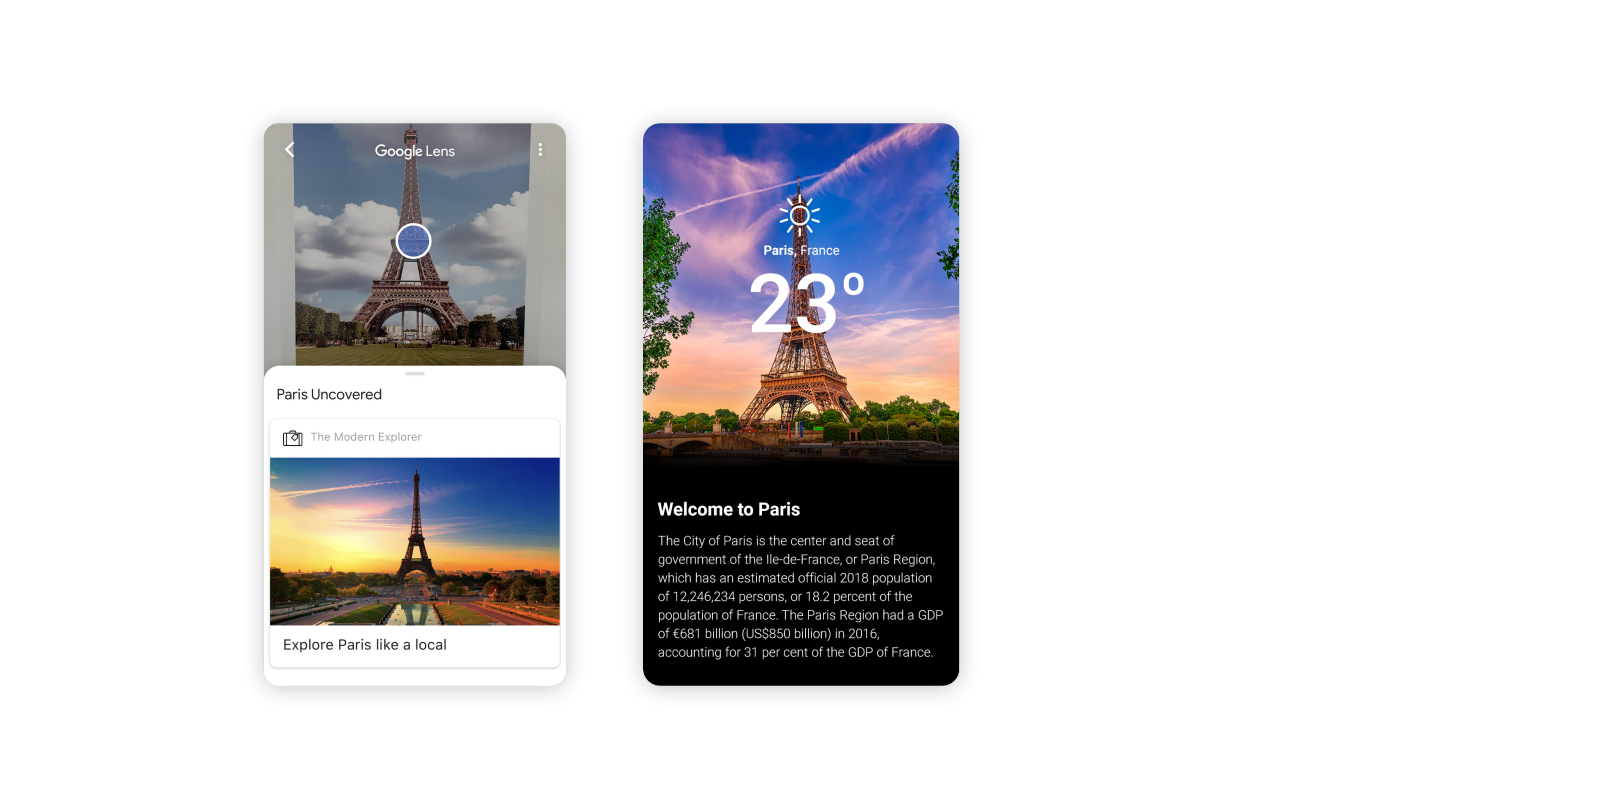 Google Lens
Paris Uncovered
The Modern Explorer
Explore Paris like a local
Paris, France
23°
Welcome to Paris
The City of Paris is the center and seat of
government of the Ile-de-France, or Paris Region,
which has an estimated official 2018 population
of 12,246,234 persons, or 18.2 percent of the
population of France. The Paris Region had a GDP
of €681 billion (US$850 billion) in 2016,
accounting for 31 per cent of the GDP of France.